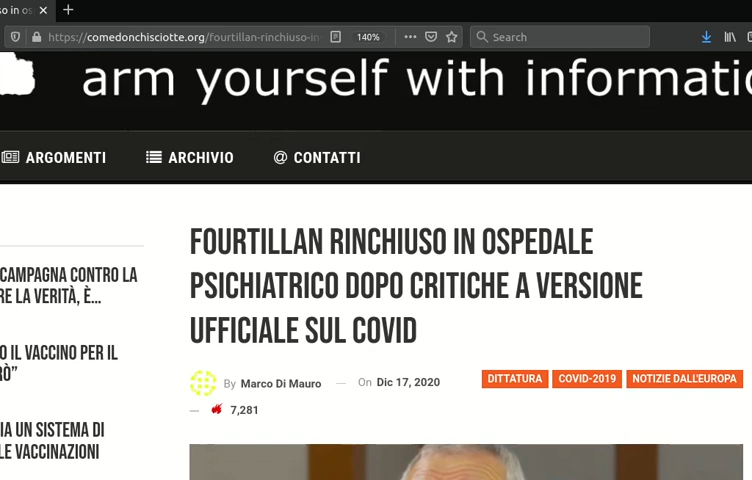 so in os
https://comedonchisciotte.org/fourtillan-rinchiuso-in
140%
Search
arm yourself with informatio
ARGOMENTI
ARCHIVIO
CONTATTI
CAMPAGNA CONTRO LA
RE LA VERITÀ, È...
O IL VACCINO PER IL
RÒ”
IA UN SISTEMA DI
LE VACCINAZIONI
FOURTILLAN RINCHIUSO IN OSPEDALE
PSICHIATRICO DOPO CRITICHE A VERSIONE
UFFICIALE SUL COVID
By Marco Di Mauro — On Dic 17, 2020
DITTATURA COVID-2019 NOTIZIE DALL'EUROPA
— 7,281